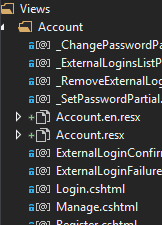 Views
Account
_ChangePasswordPa
_ExternalLoginsListP
_RemoveExternalLog
_SetPasswordPartial.
Account.en.resx
Account.resx
ExternalLoginConfirm
ExternalLoginFailure
Login.cshtml
Manage.cshtml
Register.cshtml